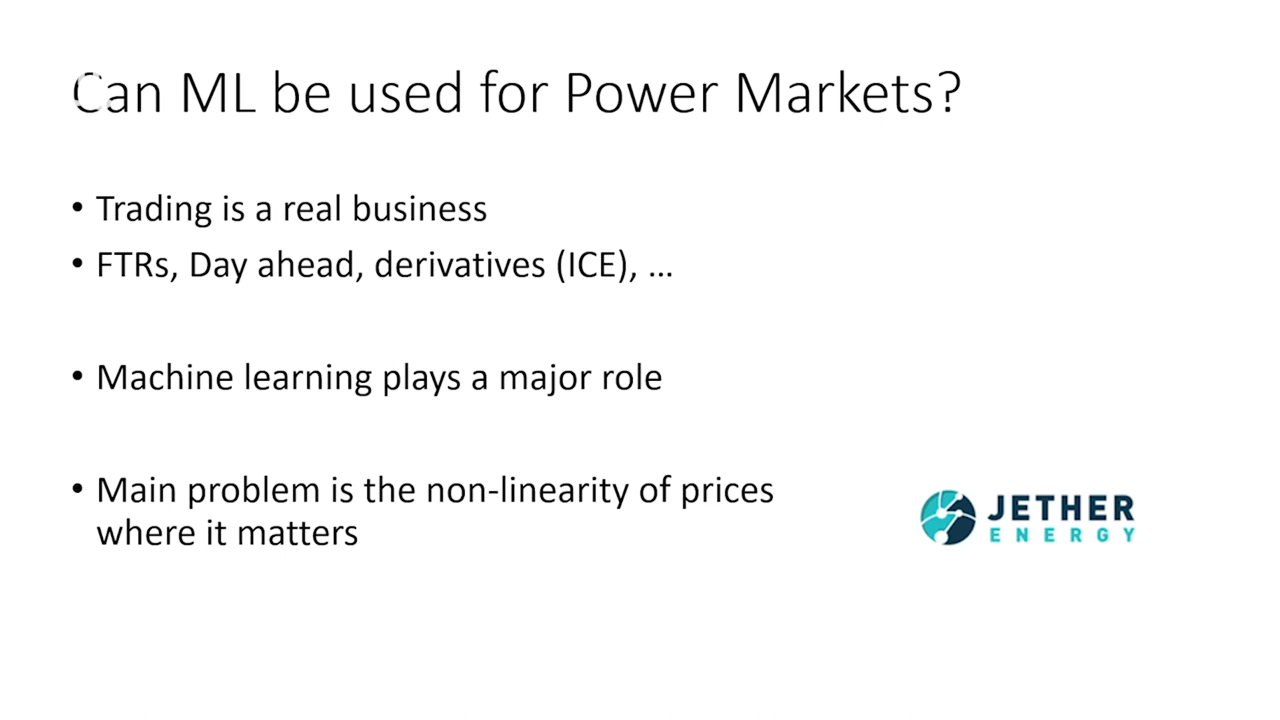 Can ML be used for Power Markets?
• Trading is a real business
• FTRs, Day ahead, derivatives (ICE), ...
• Machine learning plays a major role
• Main problem is the non-linearity of prices
where it matters
JETHER
ENERGY